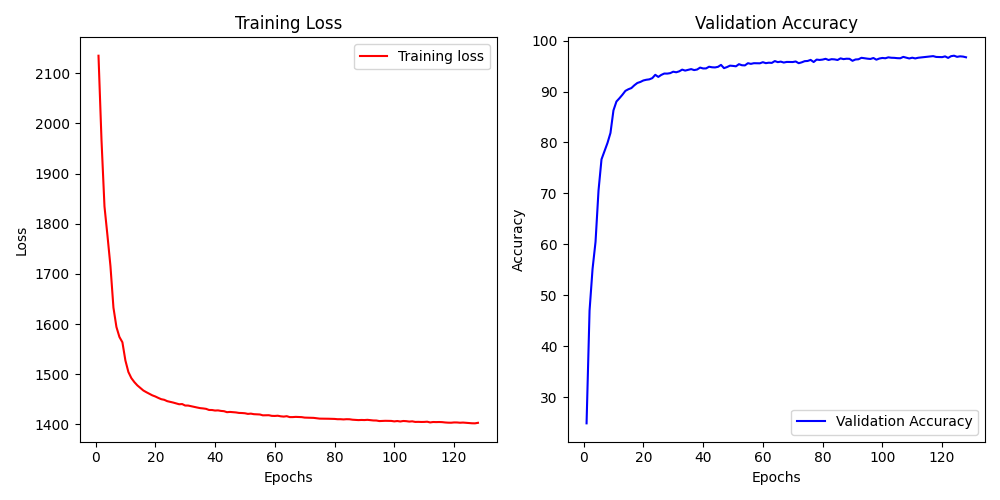 Training Loss
Training loss
2100
2000
1900
1800
1700
1600
1500
1400
Loss
0 20 40 60 80 100 120
Epochs
Validation Accuracy
100
90
80
70
60
50
40
30
Accuracy
Validation Accuracy
0 20 40 60 80 100 120
Epochs